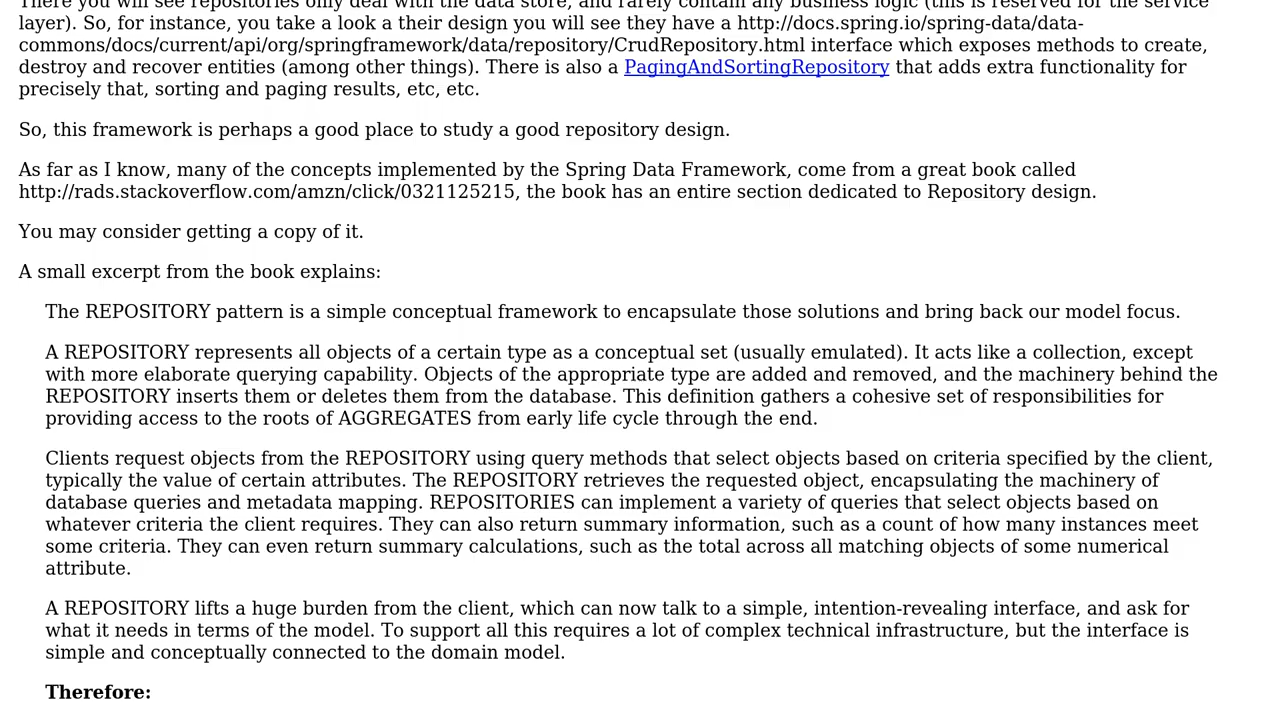 There you will see repositories only deal with the data store, and rarely contain any business logic (this is reserved for the service
layer). So, for instance, you take a look a their design you will see they have a http://docs.spring.io/spring-data/data-
commons/docs/current/api/org/springframework/data/repository/CrudRepository.html interface which exposes methods to create,
destroy and recover entities (among other things). There is also a PagingAndSortingRepository that adds extra functionality for
precisely that, sorting and paging results, etc, etc.
So, this framework is perhaps a good place to study a good repository design.
As far as I know, many of the concepts implemented by the Spring Data Framework, come from a great book called
http://rads.stackoverflow.com/amzn/click/0321125215, the book has an entire section dedicated to Repository design.
You may consider getting a copy of it.
A small excerpt from the book explains:
The REPOSITORY pattern is a simple conceptual framework to encapsulate those solutions and bring back our model focus.
A REPOSITORY represents all objects of a certain type as a conceptual set (usually emulated). It acts like a collection, except
with more elaborate querying capability. Objects of the appropriate type are added and removed, and the machinery behind the
REPOSITORY inserts them or deletes them from the database. This definition gathers a cohesive set of responsibilities for
providing access to the roots of AGGREGATES from early life cycle through the end.
Clients request objects from the REPOSITORY using query methods that select objects based on criteria specified by the client,
typically the value of certain attributes. The REPOSITORY retrieves the requested object, encapsulating the machinery of
database queries and metadata mapping. REPOSITORIES can implement a variety of queries that select objects based on
whatever criteria the client requires. They can also return summary information, such as a count of how many instances meet
some criteria. They can even return summary calculations, such as the total across all matching objects of some numerical
attribute.
A REPOSITORY lifts a huge burden from the client, which can now talk to a simple, intention-revealing interface, and ask for
what it needs in terms of the model. To support all this requires a lot of complex technical infrastructure, but the interface is
simple and conceptually connected to the domain model.
Therefore: